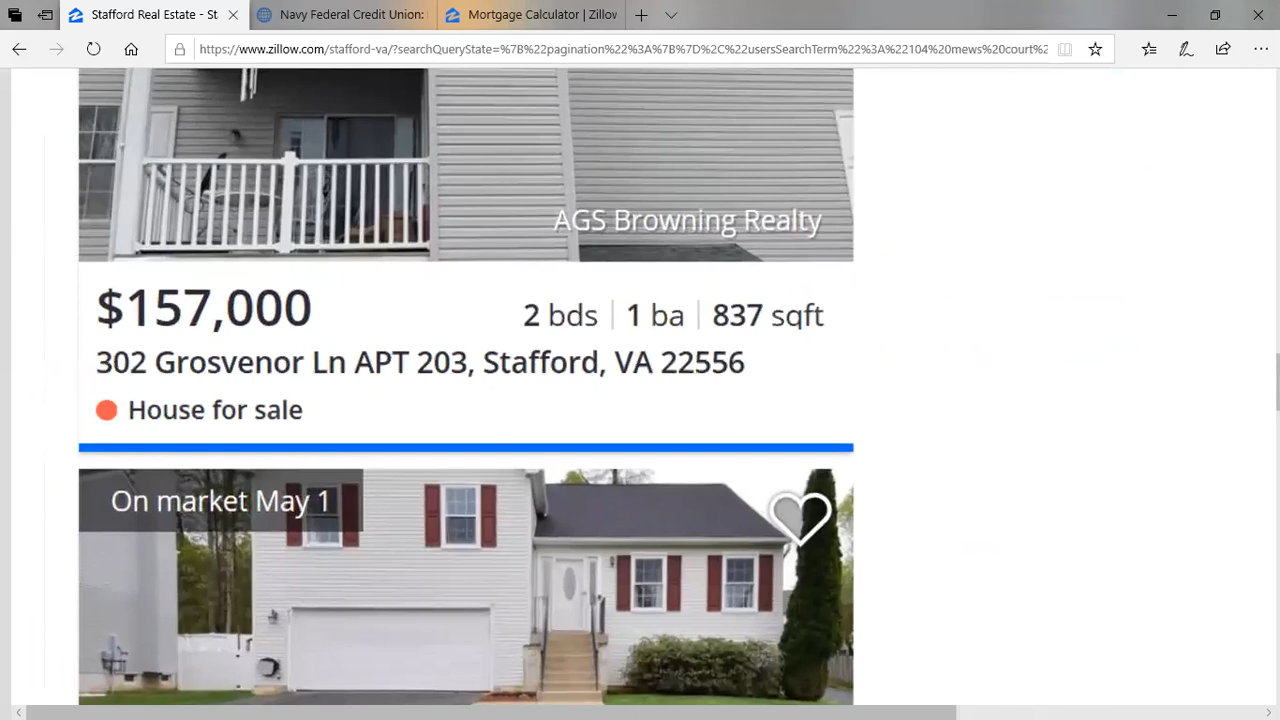 Stafford Real Estate - St
Navy Federal Credit Union:
Mortgage Calculator | Zillow
https://www.zillow.com/stafford-va/?searchQueryState=%7B%22pagination%22%3A%7B%7D%2C%22usersSearchTerm%22%3A%22104%20mews%20court%2
AGS Browning Realty
$157,000
2 bds | 1 ba | 837 sqft
302 Grosvenor Ln APT 203, Stafford, VA 22556
House for sale
On market May 1